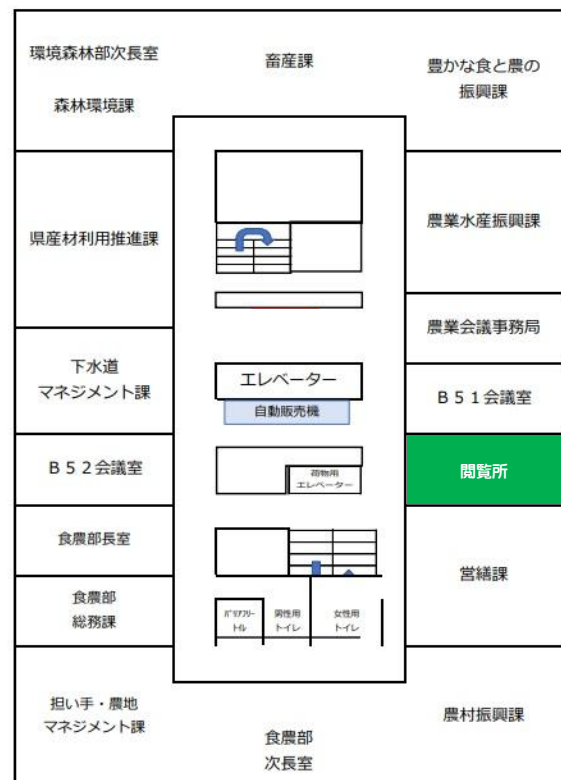 環境森林部次長室
森林環境課
畜産課
豊かな食と農の
振興課
県産材利用推進課
農業水産振興課
農業会議事務局
下水道
マネジメント課
エレベーター
自動販売機
Ｂ５１会議室
Ｂ５２会議室
荷物用
エレベーター
閲覧所
食農部長室
営繕課
食農部
総務課
ﾊﾞﾘｱﾌﾘｰ
ﾄｲﾚ
男性用
トイレ
女性用
トイレ
担い手・農地
マネジメント課
食農部
次長室
農村振興課